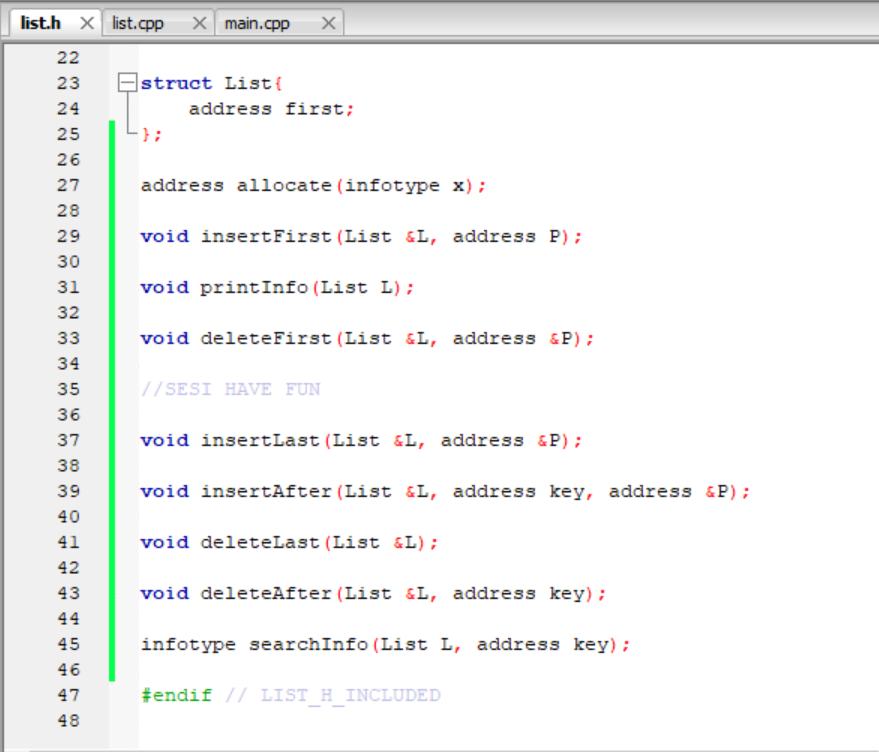 list.h × list.cpp × main.cpp ×
22
23 struct List{
24 address first;
25 };
26
27 address allocate(infotype x);
28
29 void insertFirst(List &L, address P);
30
31 void printInfo(List L);
32
33 void deleteFirst(List &L, address &P);
34
35 //SESI HAVE FUN
36
37 void insertLast(List &L, address &P);
38
39 void insertAfter(List &L, address key, address &P);
40
41 void deleteLast(List &L);
42
43 void deleteAfter(List &L, address key);
44
45 infotype searchInfo(List L, address key);
46
47 #endif // LIST_H_INCLUDED
48